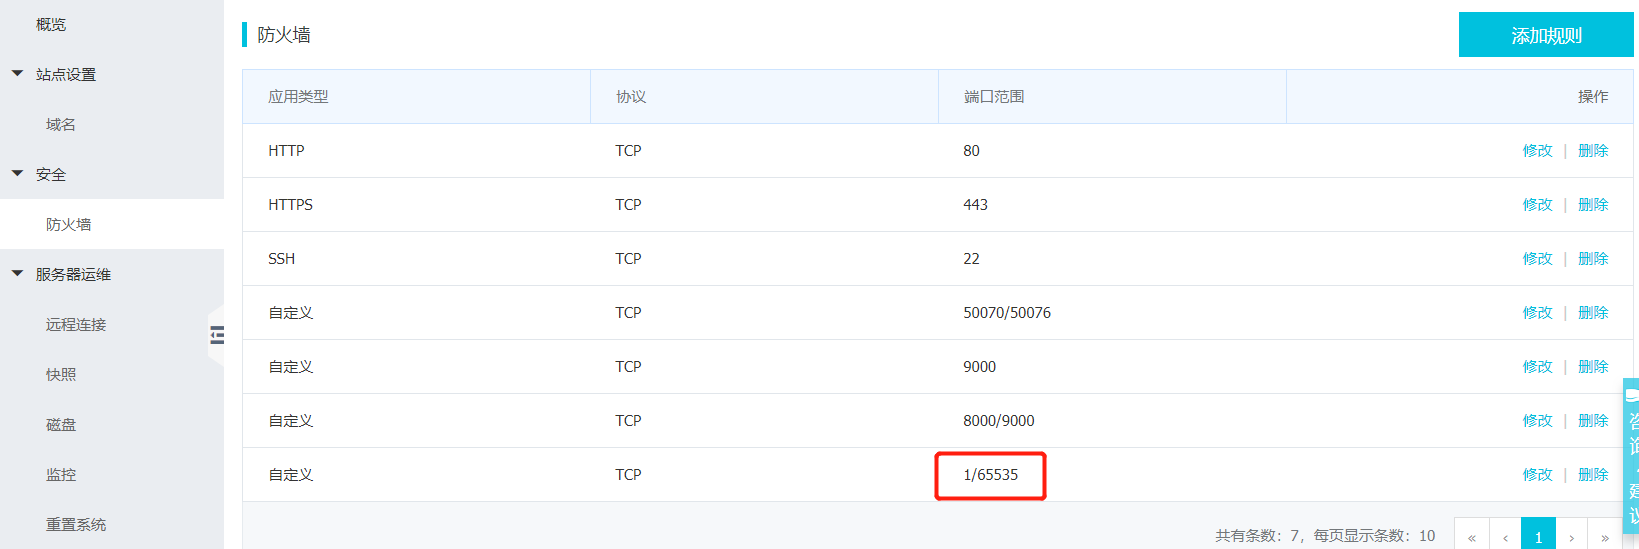 概览
站点设置
域名
安全
防火墙
服务器运维
远程连接
快照
磁盘
监控
重置系统
防火墙
添加规则
应用类型 协议 端口范围 操作
HTTP TCP 80 修改 | 删除
HTTPS TCP 443 修改 | 删除
SSH TCP 22 修改 | 删除
自定义 TCP 50070/50076 修改 | 删除
自定义 TCP 9000 修改 | 删除
自定义 TCP 8000/9000 修改 | 删除
自定义 TCP 1/65535 修改 | 删除
共有条数：7，每页显示条数：10 « ‹ 1 › »
咨询·建议